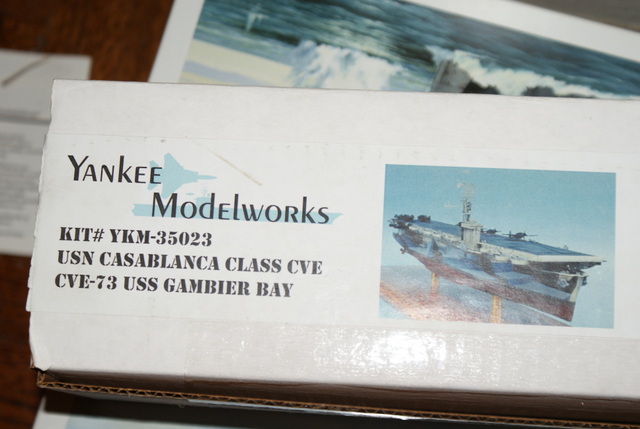 Yankee
Modelworks
KIT# YKM-35023
USN CASABLANCA CLASS CVE
CVE-73 USS GAMBIER BAY